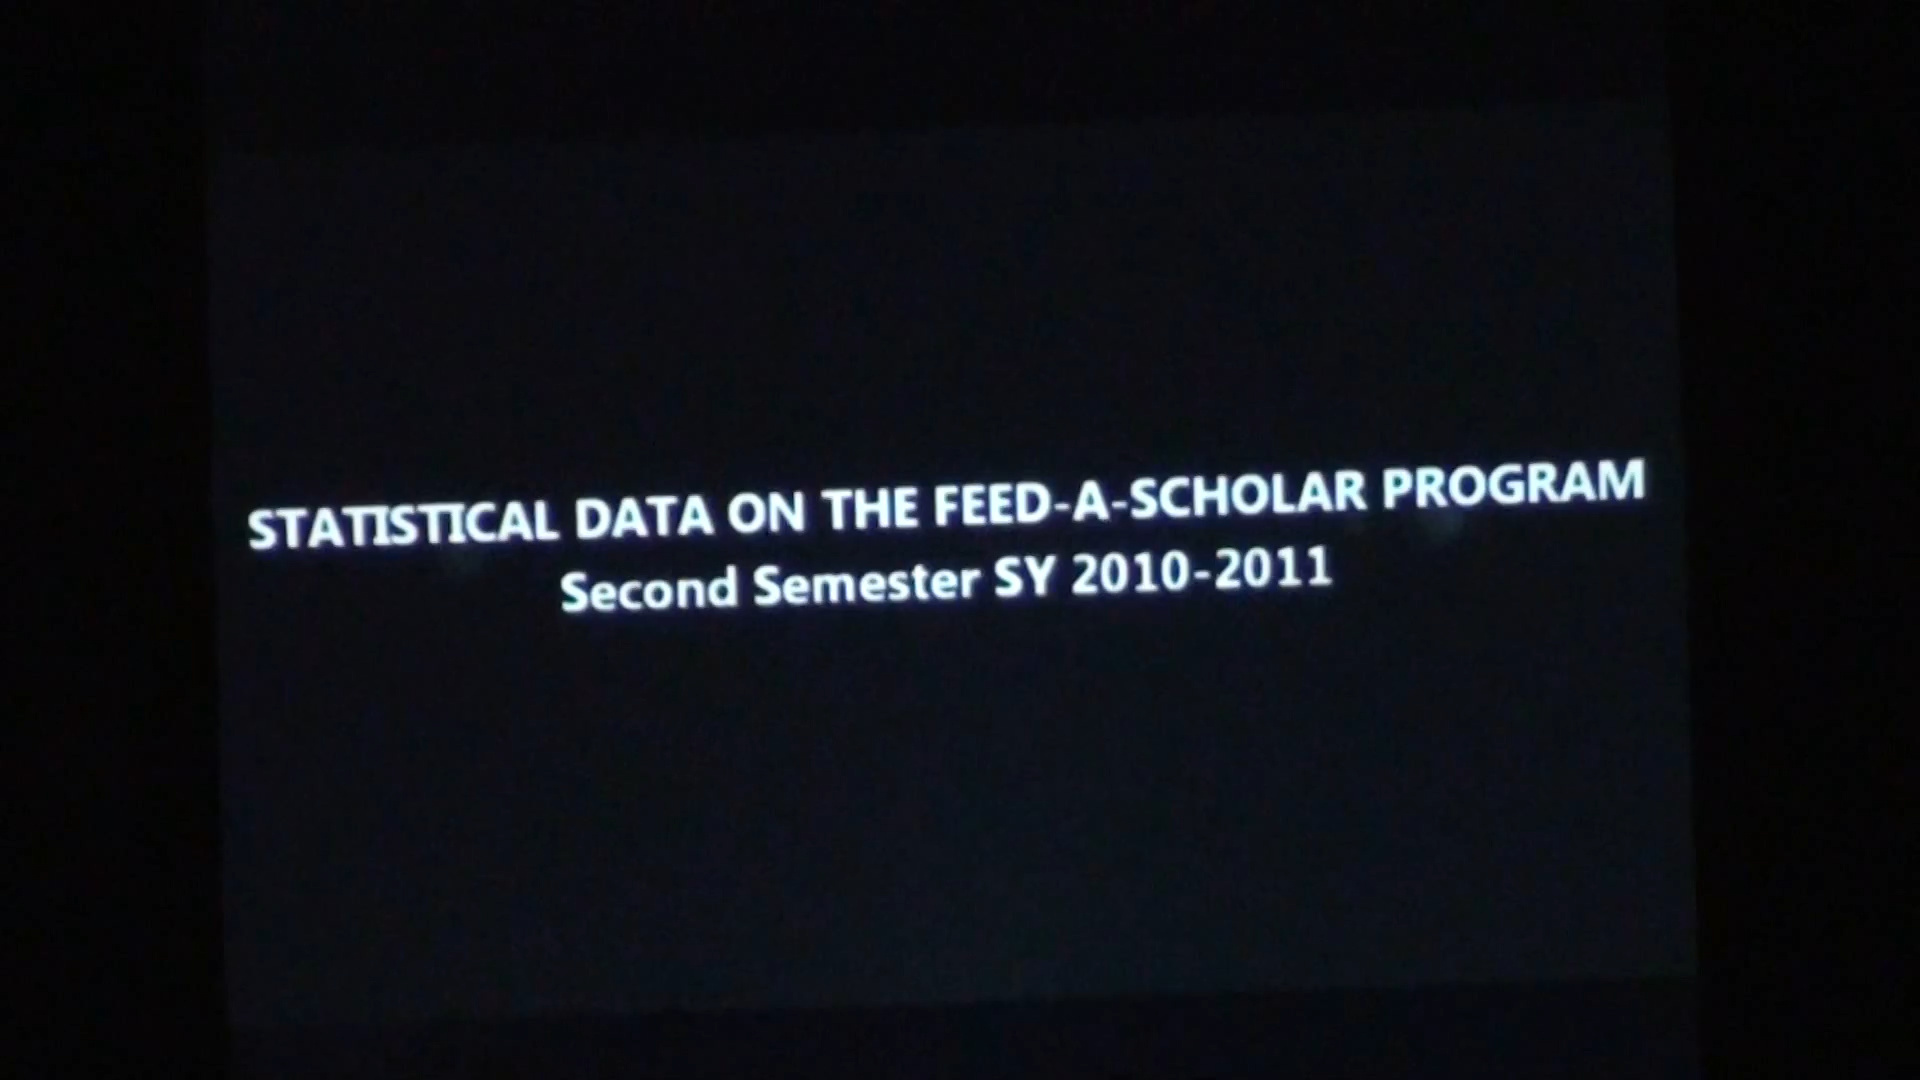 STATISTICAL DATA ON THE FEED-A-SCHOLAR PROGRAM
Second Semester SY 2010-2011